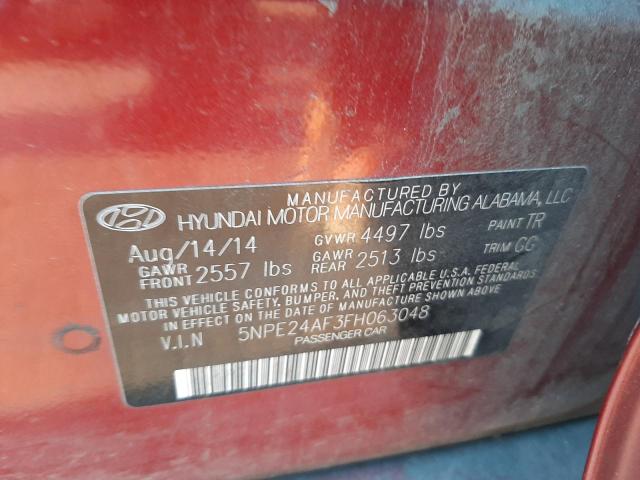 MANUFACTURED BY
HYUNDAI MOTOR MANUFACTURING ALABAMA, LLC
Aug/14/14 GVWR 4497 lbs PAINT TR
GAWR FRONT 2557 lbs GAWR REAR 2513 lbs TRIM GG
THIS VEHICLE CONFORMS TO ALL APPLICABLE U.S.A. FEDERAL
MOTOR VEHICLE SAFETY, BUMPER, AND THEFT PREVENTION STANDARDS
IN EFFECT ON THE DATE OF MANUFACTURE SHOWN ABOVE.
V.I.N 5NPE24AF3FH063048
PASSENGER CAR